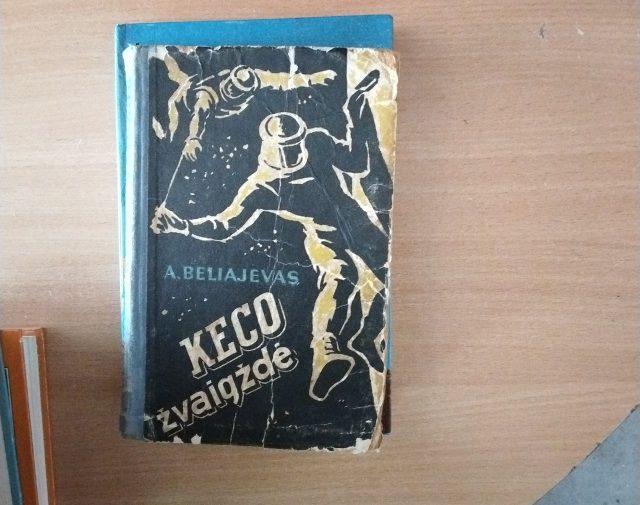 A. BELIAJEVAS
KECO
žvaigždė